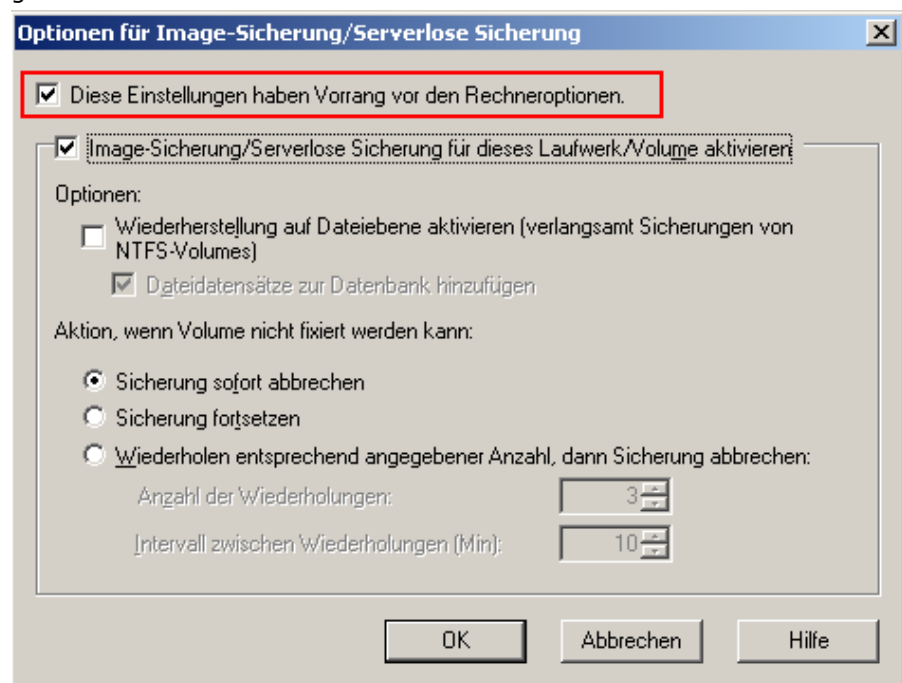 Optionen für Image-Sicherung/Serverlose Sicherung
Diese Einstellungen haben Vorrang vor den Rechneroptionen.
Image-Sicherung/Serverlose Sicherung für dieses Laufwerk/Volume aktivieren
Optionen:
Wiederherstellung auf Dateiebene aktivieren (verlangsamt Sicherungen von
NTFS-Volumes)
Dateidatensätze zur Datenbank hinzufügen
Aktion, wenn Volume nicht fixiert werden kann:
Sicherung sofort abbrechen
Sicherung fortsetzen
Wiederholen entsprechend angegebener Anzahl, dann Sicherung abbrechen:
Anzahl der Wiederholungen: 3
Intervall zwischen Wiederholungen (Min): 10
OK Abbrechen Hilfe